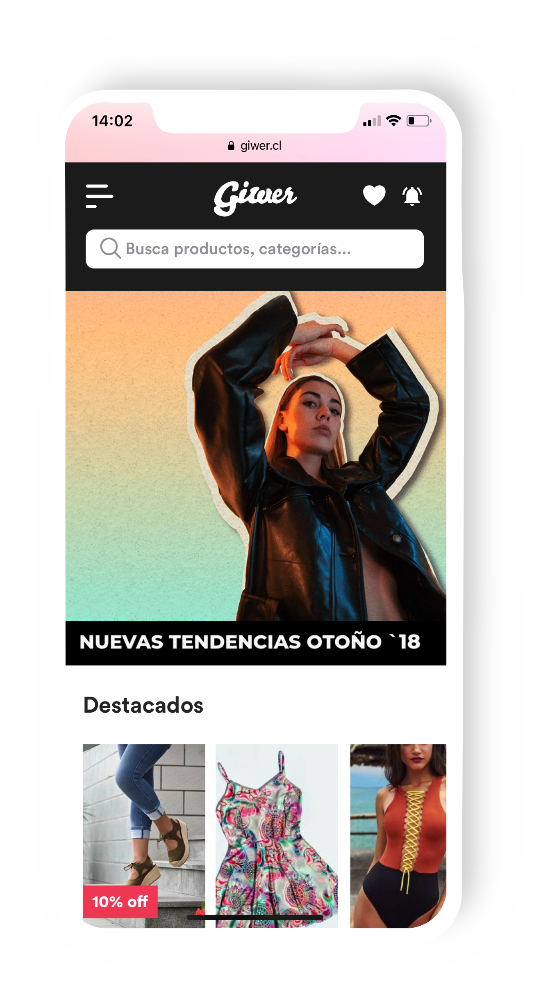 14:02
giwer.cl
Giwer
Busca productos, categorías...
NUEVAS TENDENCIAS OTOÑO `18
Destacados
10% off